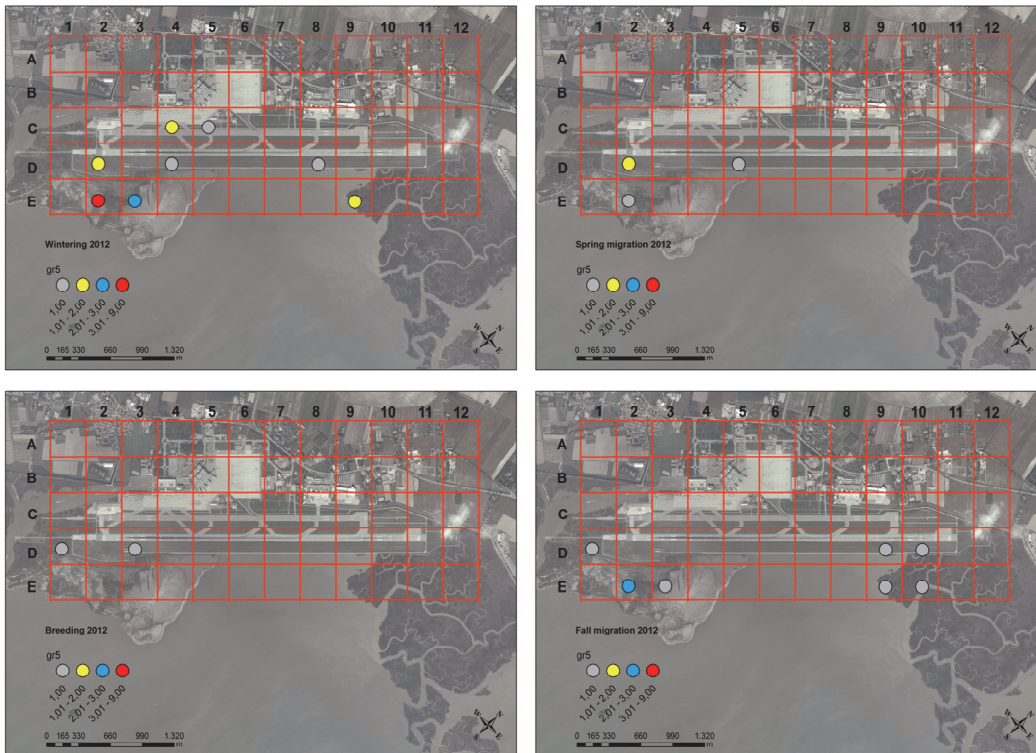 1 2 3 4 5 6 7 8 9 10 11 12
A
B
C
D
E
Wintering 2012
gr5
1,00
1,01 - 2,00
2,01 - 3,00
3,01 - 9,00
0 165 330 660 990 1.320
m
N
E
S
W
1 2 3 4 5 6 7 8 9 10 11 12
A
B
C
D
E
Spring migration 2012
gr5
1,00
1,01 - 2,00
2,01 - 3,00
3,01 - 9,00
0 165 330 660 990 1.320
m
N
E
S
W
1 2 3 4 5 6 7 8 9 10 11 12
A
B
C
D
E
Breeding 2012
gr5
1,00
1,01 - 2,00
2,01 - 3,00
3,01 - 9,00
0 165 330 660 990 1.320
m
N
E
S
W
1 2 3 4 5 6 7 8 9 10 11 12
A
B
C
D
E
Fall migration 2012
gr5
1,00
1,01 - 2,00
2,01 - 3,00
3,01 - 9,00
0 165 330 660 990 1.320
m
N
E
S
W